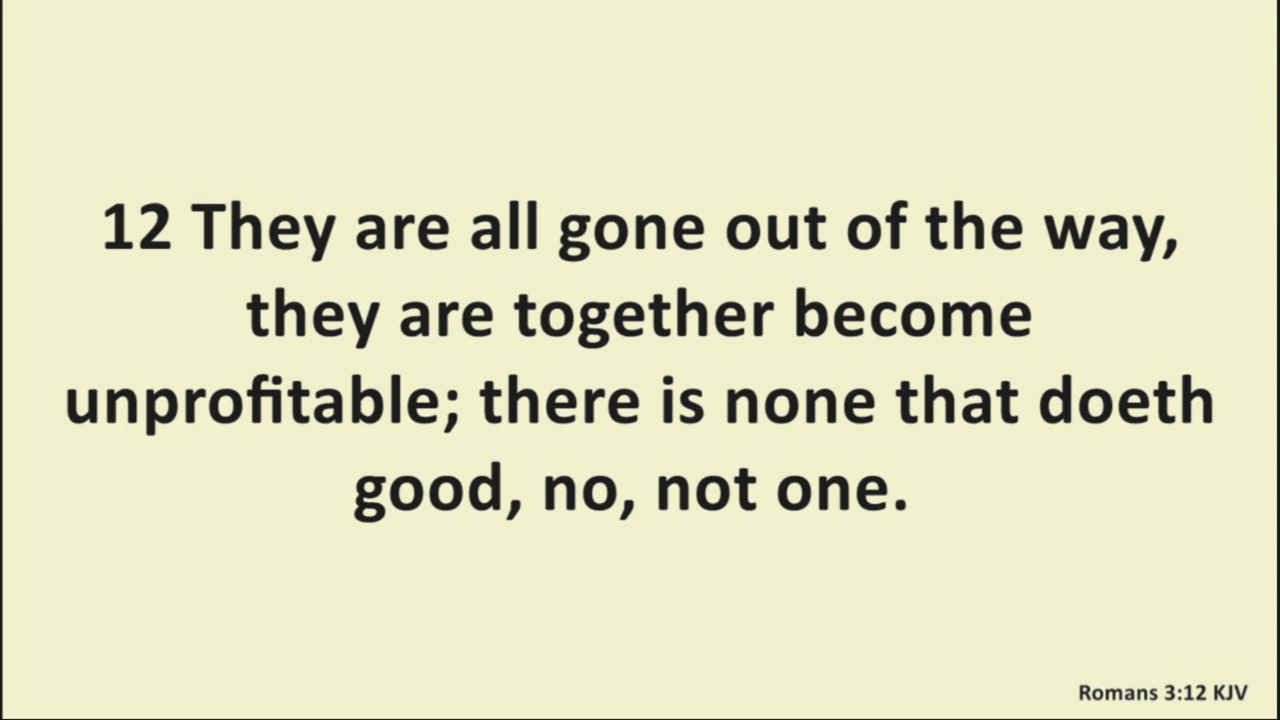 12 They are all gone out of the way,
they are together become
unprofitable; there is none that doeth
good, no, not one.
Romans 3:12 KJV